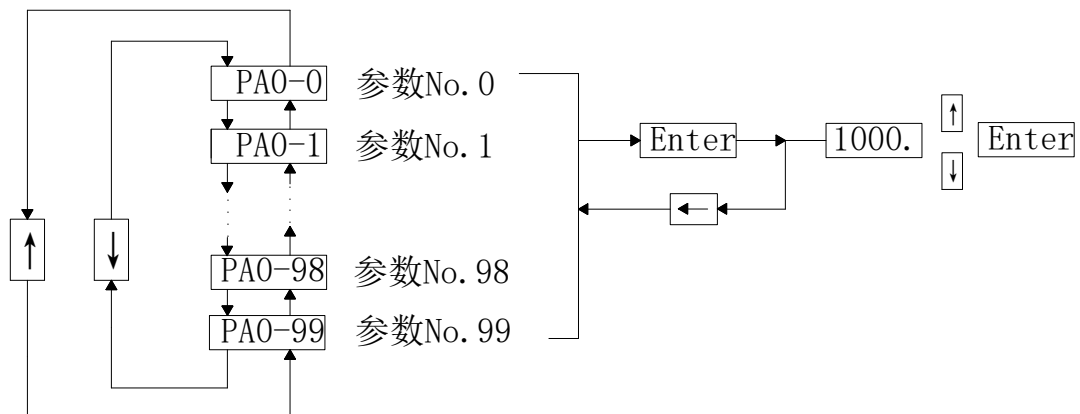 PA0-0 参数No.0
PA0-1 参数No.1
Enter
1000.
↑
Enter
↓
←
↑
↓
PA0-98 参数No.98
PA0-99 参数No.99